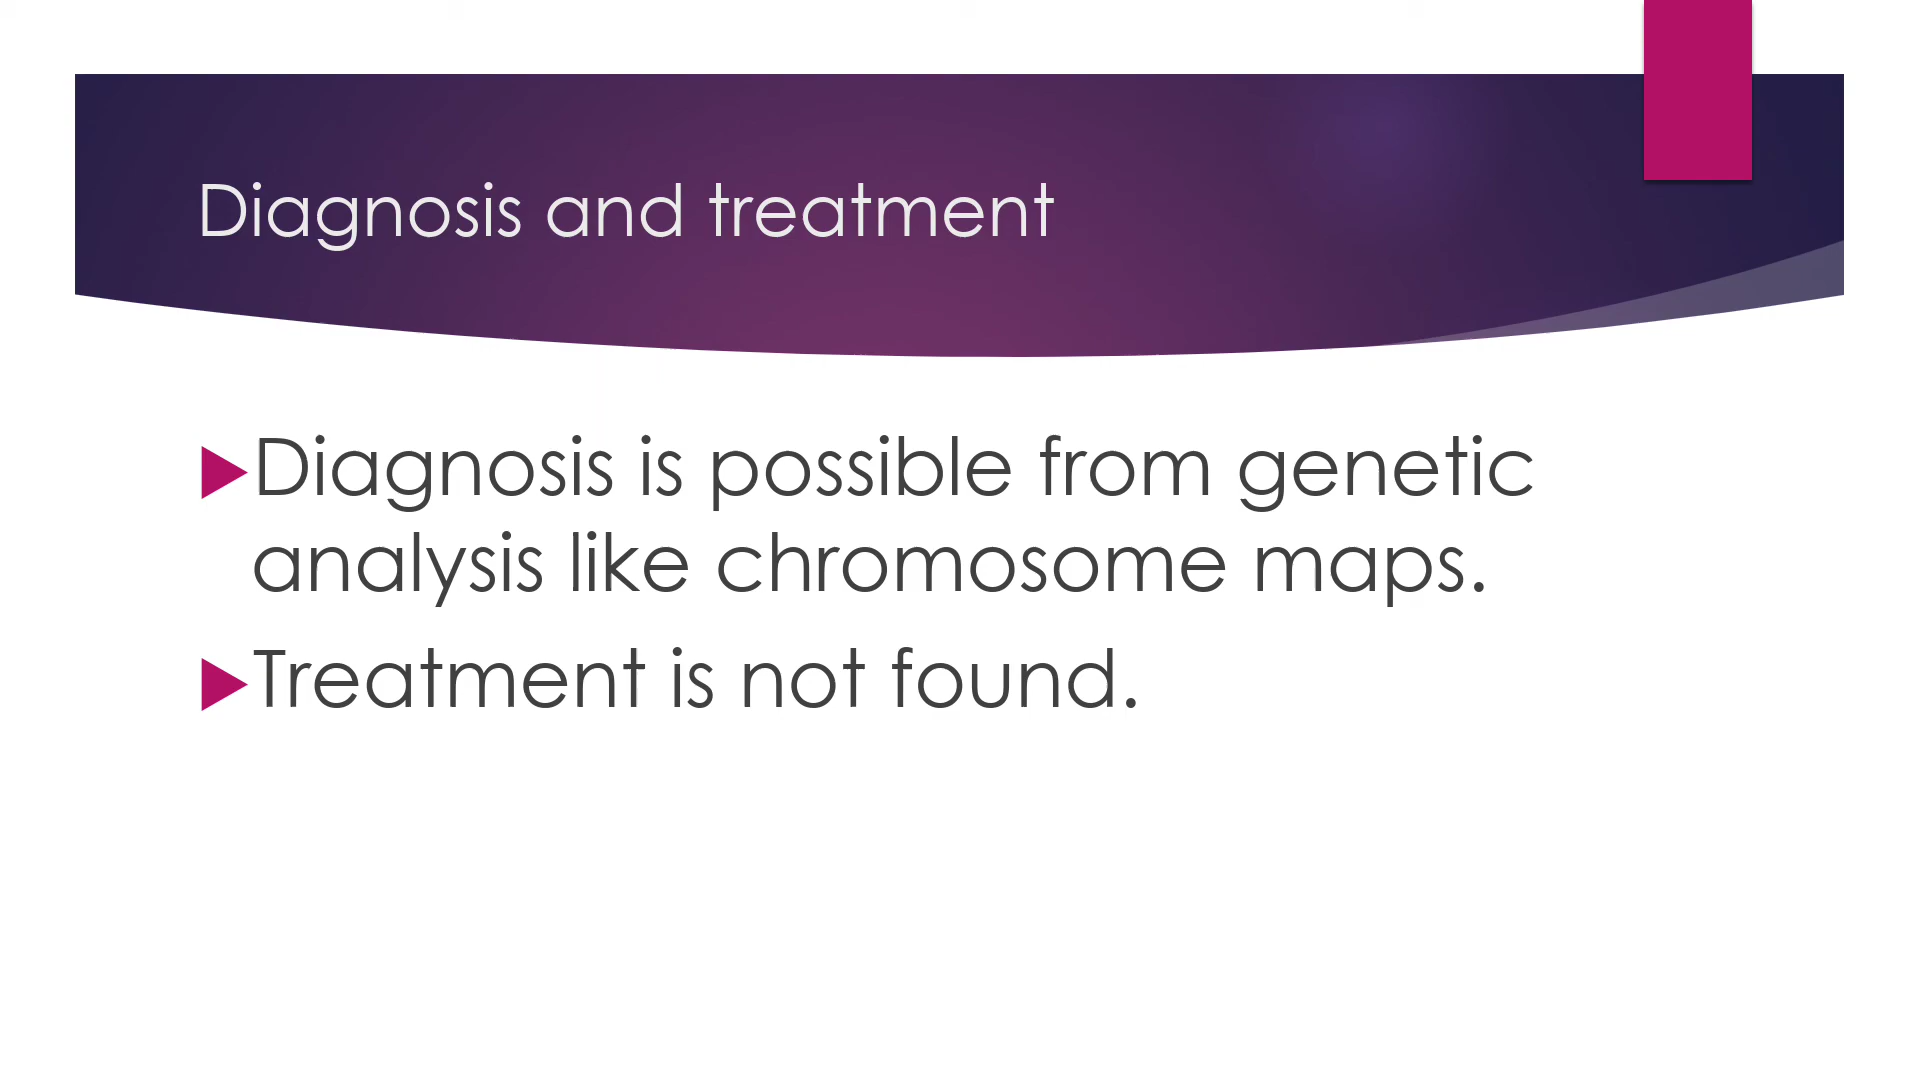 Diagnosis and treatment
Diagnosis is possible from genetic
analysis like chromosome maps.
Treatment is not found.